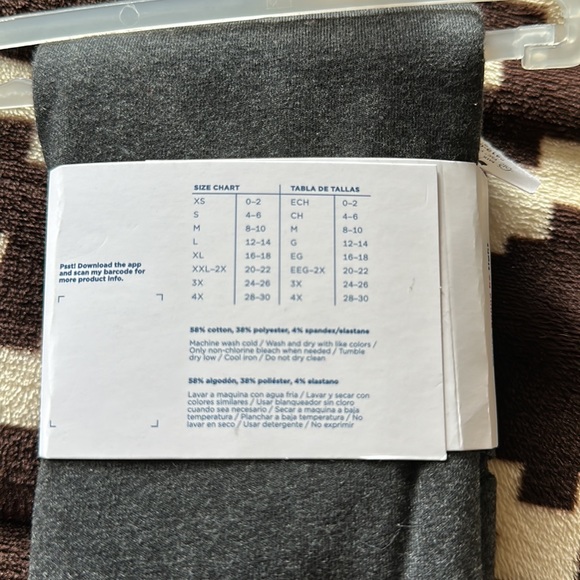 SIZE CHART TABLA DE TALLAS
XS 0-2 ECH 0-2
S 4-6 CH 4-6
M 8-10 M 8-10
L 12-14 G 12-14
XL 16-18 EG 16-18
XXL-2X 20-22 EEG-2X 20-22
3X 24-26 3X 24-26
4X 28-30 4X 28-30
Psst! Download the app
and scan my barcode for
more product info.
58% cotton, 38% polyester, 4% spandex/elastane
Machine wash cold / Wash and dry with like colors /
Only non-chlorine bleach when needed / Tumble
dry low / Cool iron / Do not dry clean
58% algodón, 38% poliéster, 4% elastano
Lavar a maquina con agua fria / Lavar y secar con
colores similares / Usar blanqueador sin cloro
cuando sea necesario / Secar a maquina a baja
temperatura / Planchar a baja temperatura / No
lavar en seco / Usar detergente / No exprimir